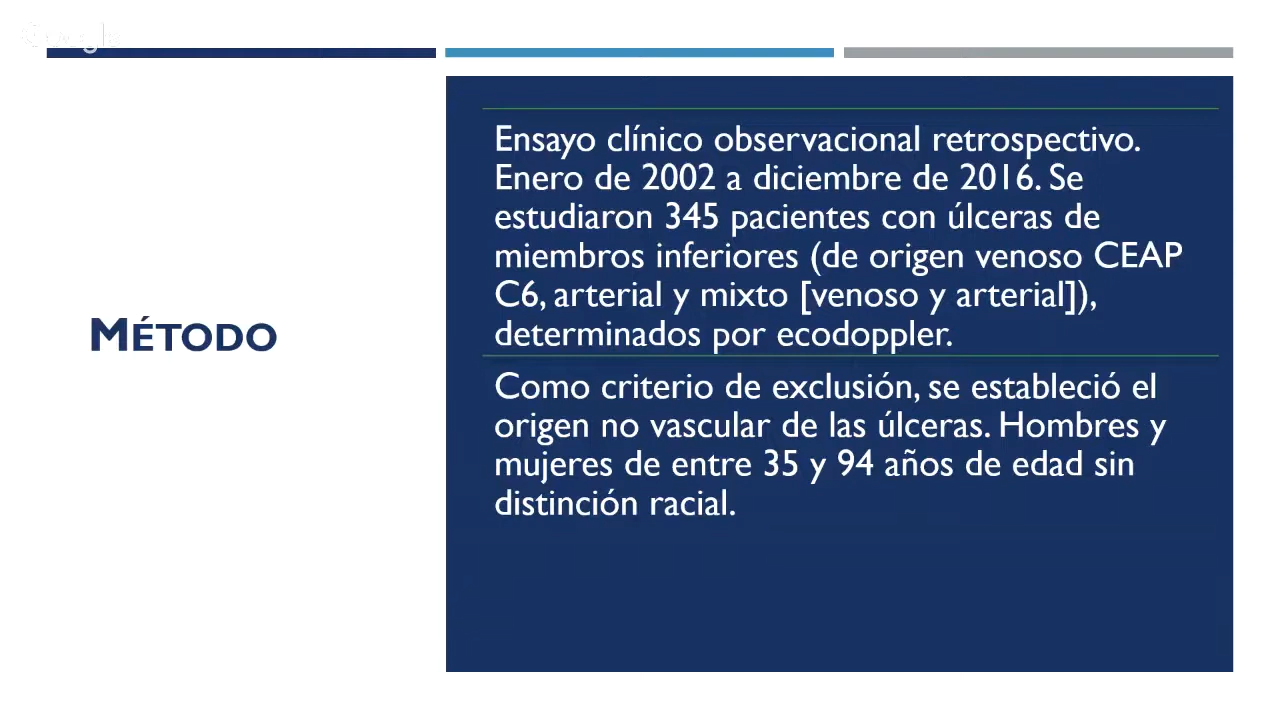 Google
MÉTODO
Ensayo clínico observacional retrospectivo.
Enero de 2002 a diciembre de 2016. Se
estudiaron 345 pacientes con úlceras de
miembros inferiores (de origen venoso CEAP
C6, arterial y mixto [venoso y arterial]),
determinados por ecodoppler.
Como criterio de exclusión, se estableció el
origen no vascular de las úlceras. Hombres y
mujeres de entre 35 y 94 años de edad sin
distinción racial.